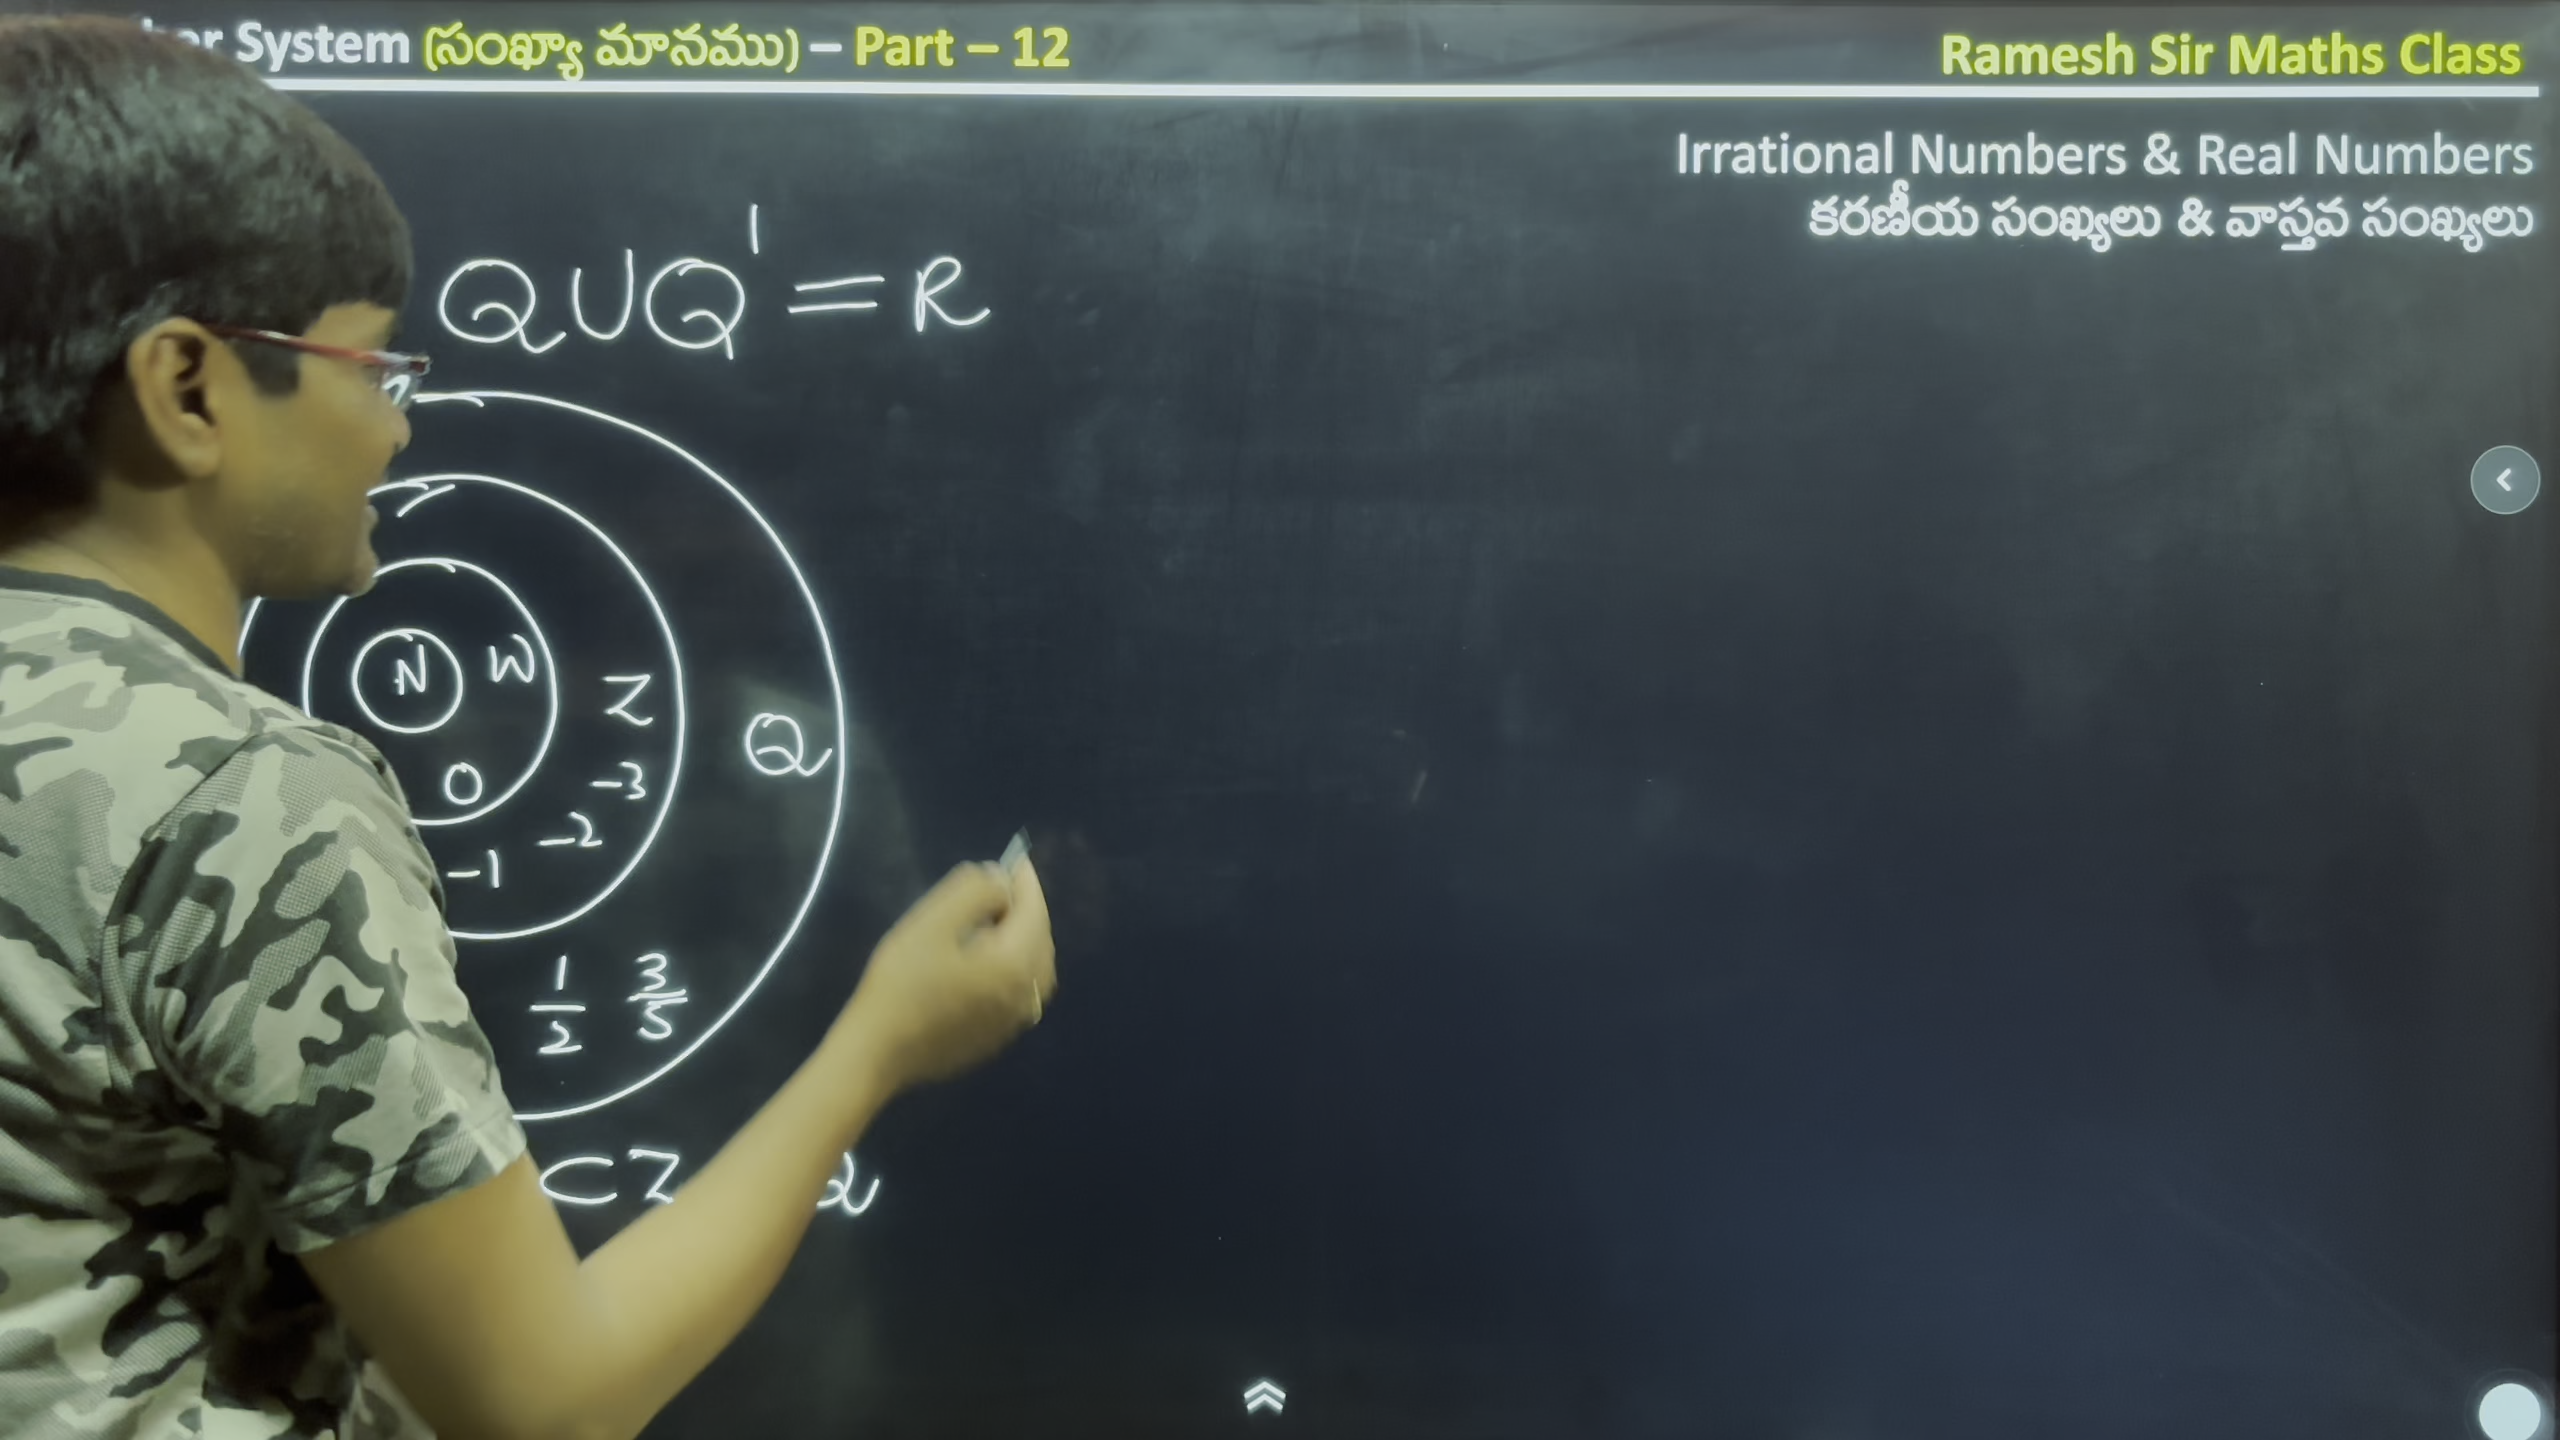 System (సంఖ్యా మానము) – Part – 12
Ramesh Sir Maths Class
Irrational Numbers & Real Numbers
కరణీయ సంఖ్యలు & వాస్తవ సంఖ్యలు
Q∪Q' = R
N W
Z
Q
0 -3
-2
-1
1/2 3/5
⊂ Z Q